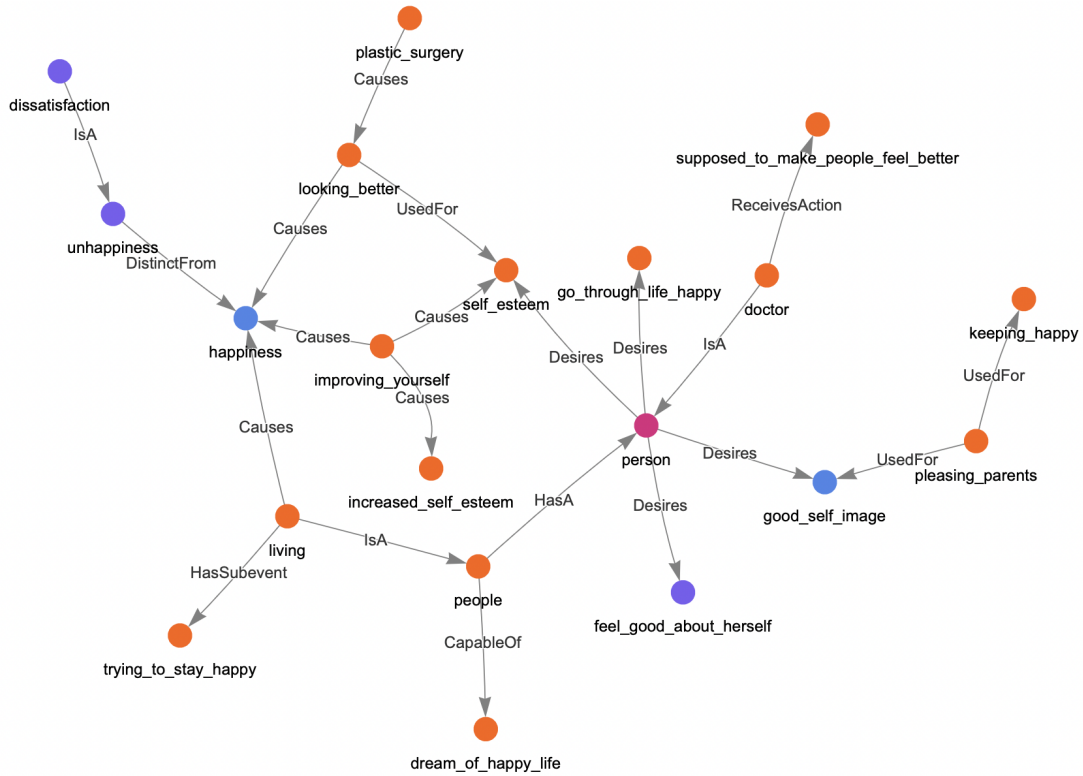 plastic_surgery
Causes
dissatisfaction
IsA
supposed_to_make_people_feel_better
looking_better
UsedFor
ReceivesAction
Causes
unhappiness
DistinctFrom
go_through_life_happy
self_esteem
doctor
Causes
keeping_happy
Causes
happiness
Desires
Desires
IsA
improving_yourself
UsedFor
Causes
Causes
person
Desires
UsedFor
pleasing_parents
increased_self_esteem
HasA
Desires
good_self_image
living
IsA
HasSubevent
people
feel_good_about_herself
CapableOf
trying_to_stay_happy
dream_of_happy_life